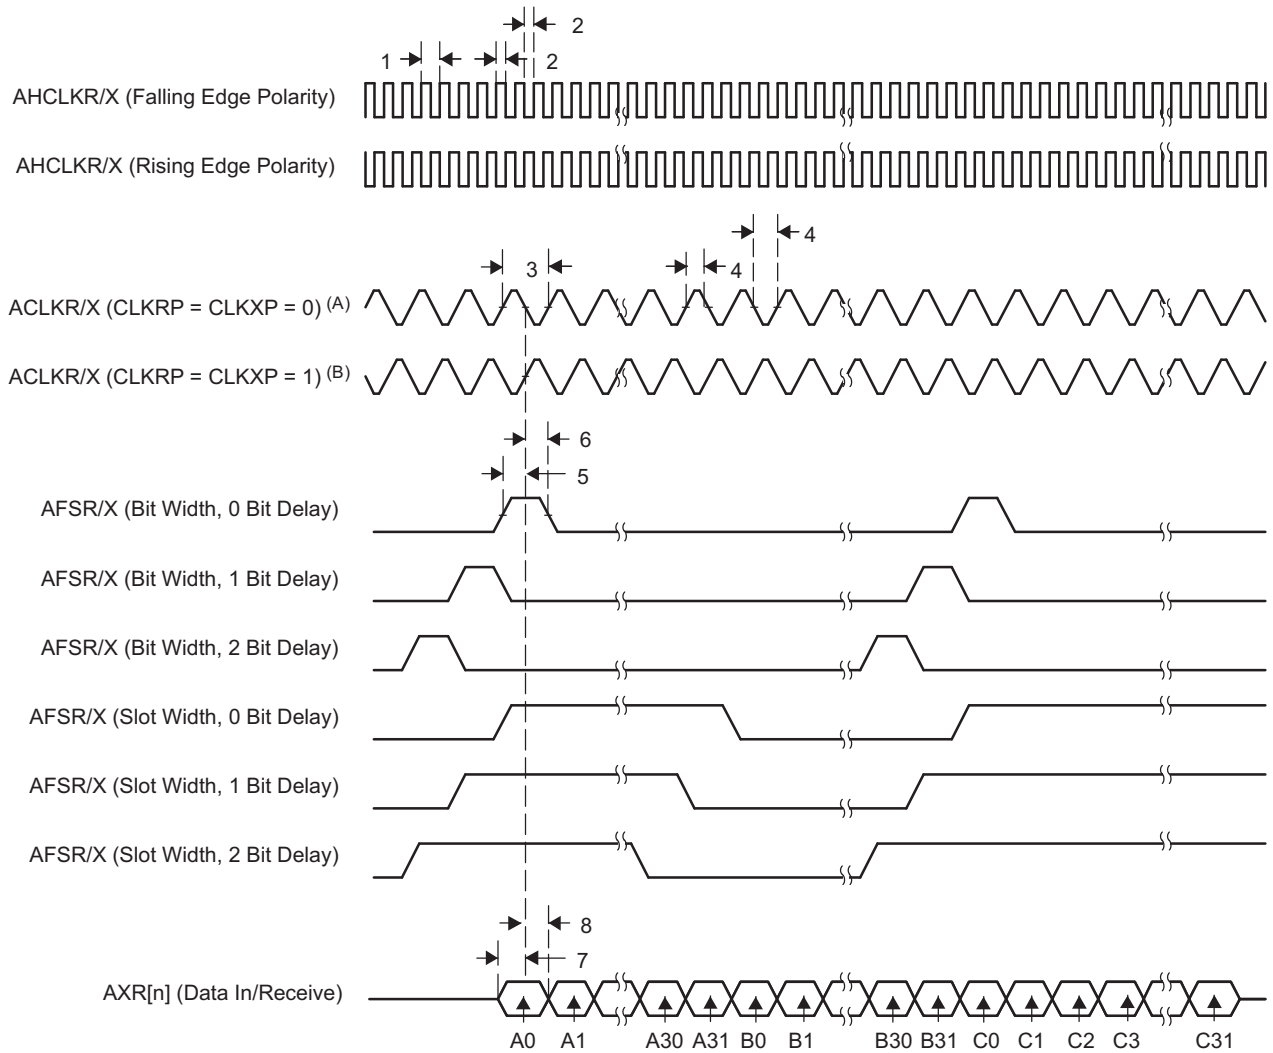 2
1
2
AHCLKR/X (Falling Edge Polarity)
AHCLKR/X (Rising Edge Polarity)
4
3
4
ACLKR/X (CLKRP = CLKXP = 0) (A)
ACLKR/X (CLKRP = CLKXP = 1) (B)
6
5
AFSR/X (Bit Width, 0 Bit Delay)
AFSR/X (Bit Width, 1 Bit Delay)
AFSR/X (Bit Width, 2 Bit Delay)
AFSR/X (Slot Width, 0 Bit Delay)
AFSR/X (Slot Width, 1 Bit Delay)
AFSR/X (Slot Width, 2 Bit Delay)
8
7
AXR[n] (Data In/Receive)
A0 A1 A30 A31 B0 B1 B30 B31 C0 C1 C2 C3 C31